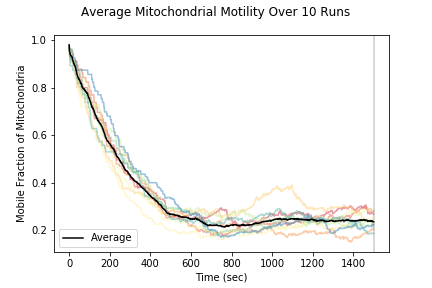 Average Mitochondrial Motility Over 10 Runs
1.0
0.8
0.6
0.4
0.2
Mobile Fraction of Mitochondria
Average
0 200 400 600 800 1000 1200 1400
Time (sec)